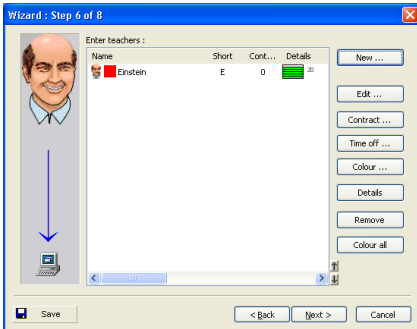 Wizard : Step 6 of 8
Enter teachers :
Name Short Cont... Details
Einstein E 0 20
New ...
Edit ...
Contract ...
Time off ...
Colour ...
Details
Remove
Colour all
Save
< Back Next > Cancel